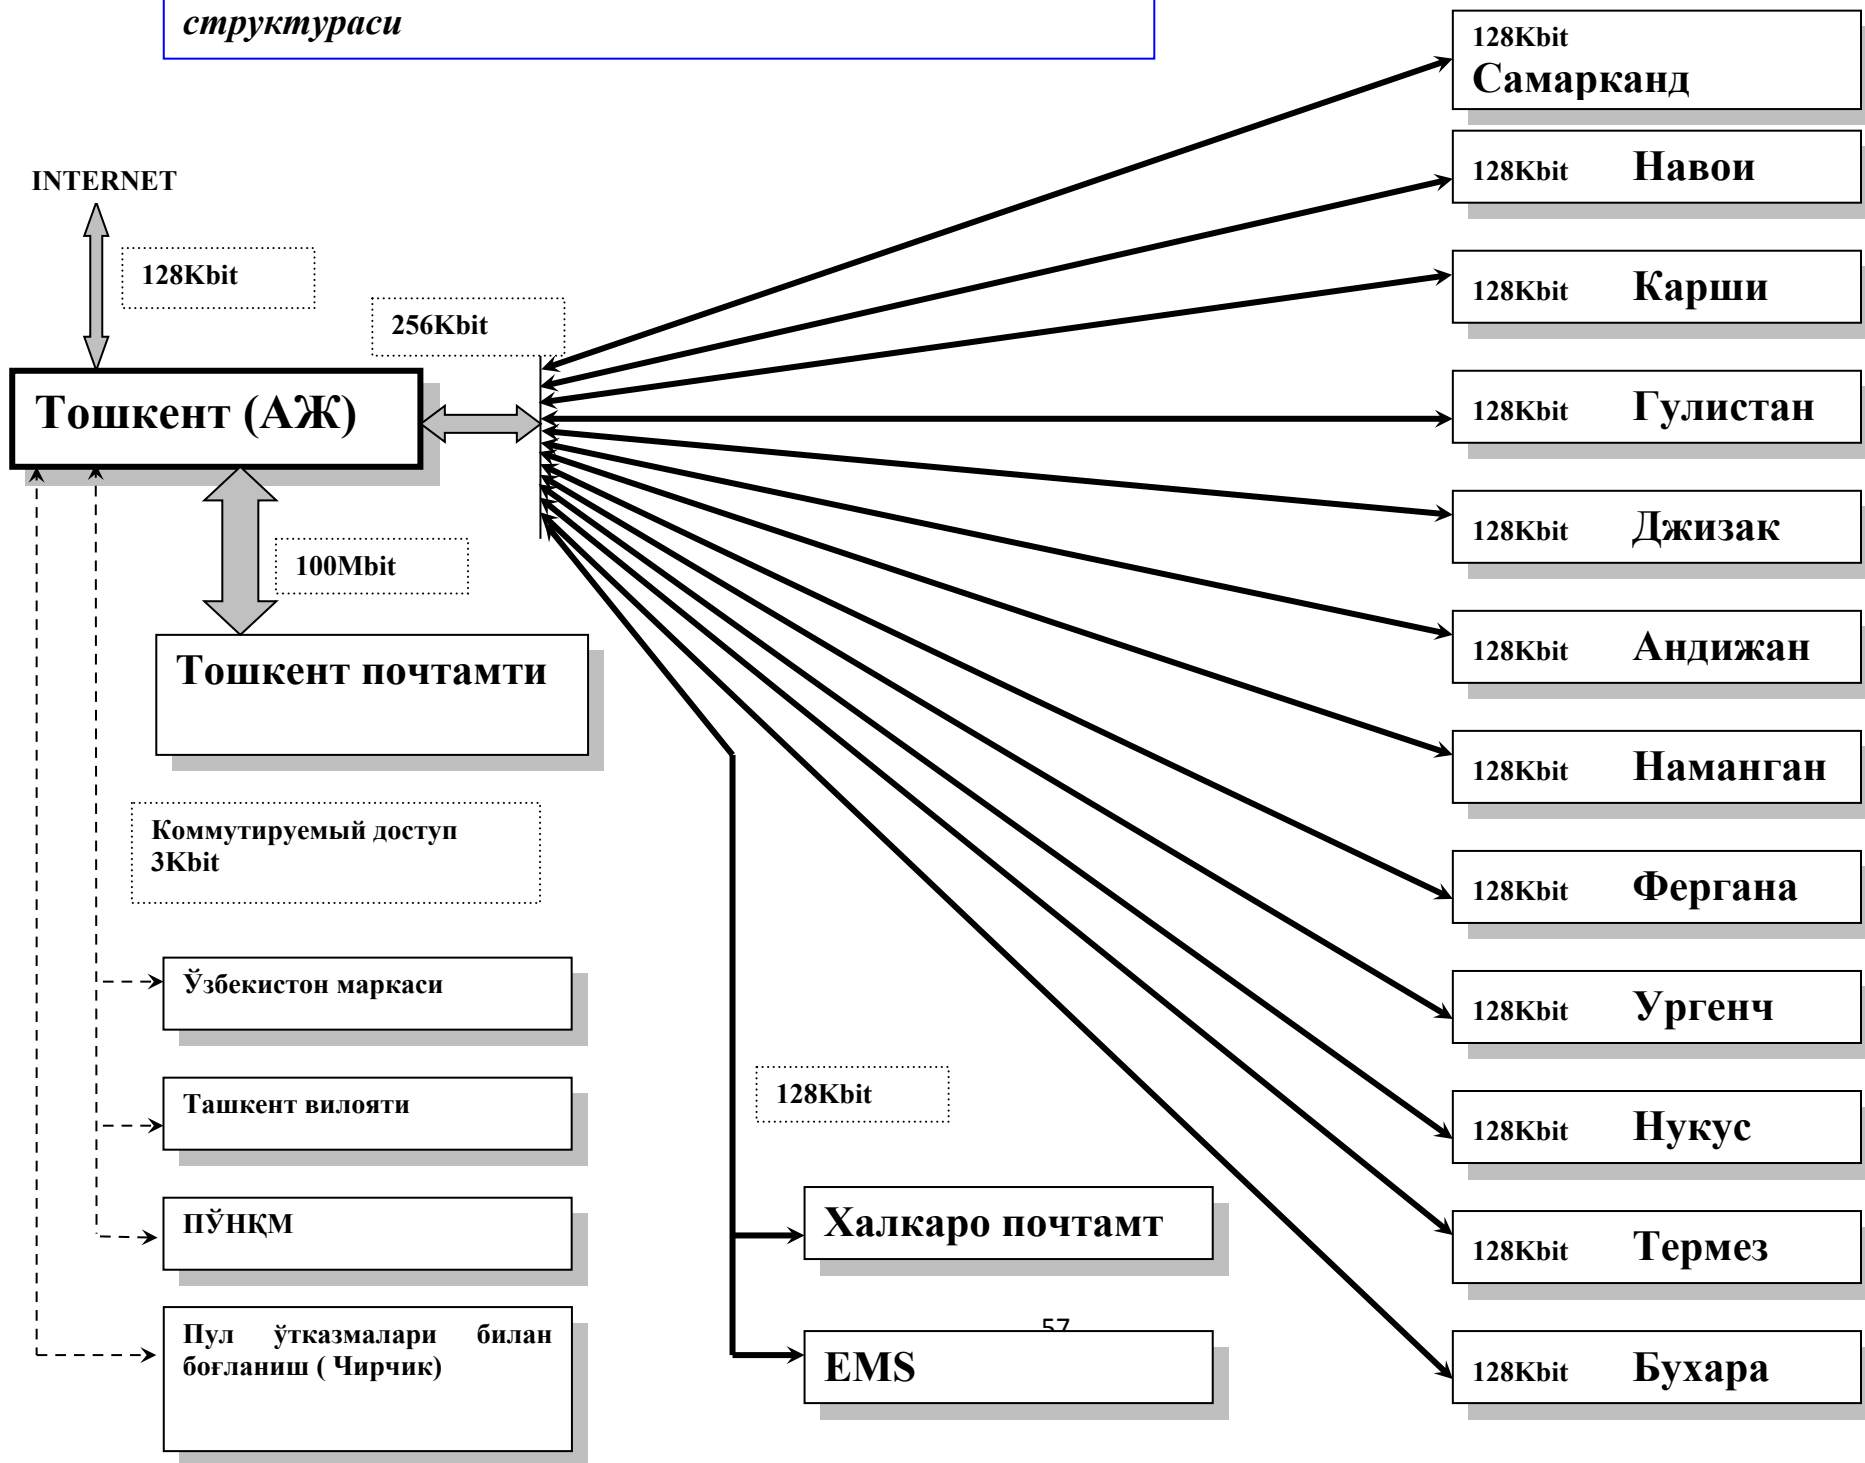 структураси
128Kbit
Самарканд
INTERNET
128Kbit Навои
128Kbit
256Kbit
128Kbit Карши
Тошкент (АЖ)
128Kbit Гулистан
100Mbit
128Kbit Джизак
Тошкент почтамти
128Kbit Андижан
128Kbit Наманган
Коммутируемый доступ
3Kbit
128Kbit Фергана
Ўзбекистон маркаси
128Kbit Ургенч
Ташкент вилояти
128Kbit
128Kbit Нукус
ПЎНҚМ
Халкаро почтамт
128Kbit Термез
Пул ўтказмалари билан
боғланиш ( Чирчик)
57
EMS
128Kbit Бухара